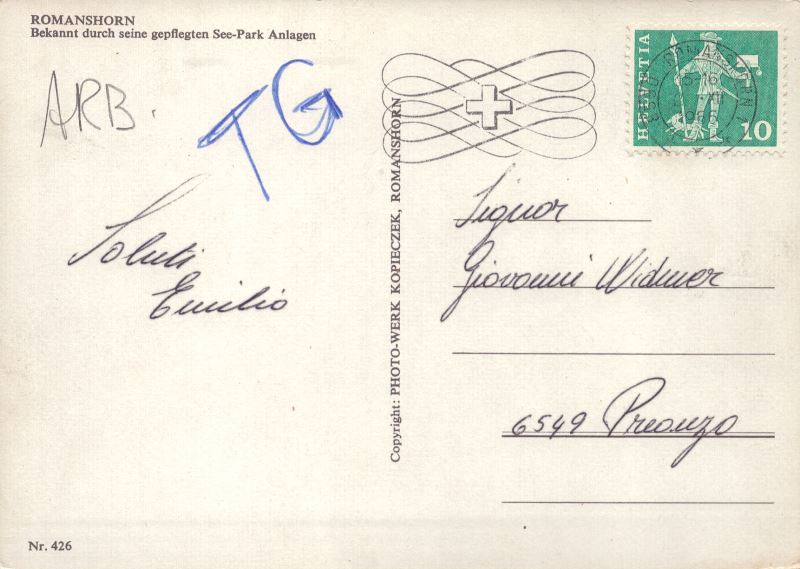 ROMANSHORN
Bekannt durch seine gepflegten See-Park Anlagen
ARB.
TG
Saluti
Emilio
Nr. 426
Copyright: PHOTO-WERK KOPIECZEK, ROMANSHORN
HELVETIA
10
ROMANSHORN
Signor
Giovanni Widmer
6549 Preonzo